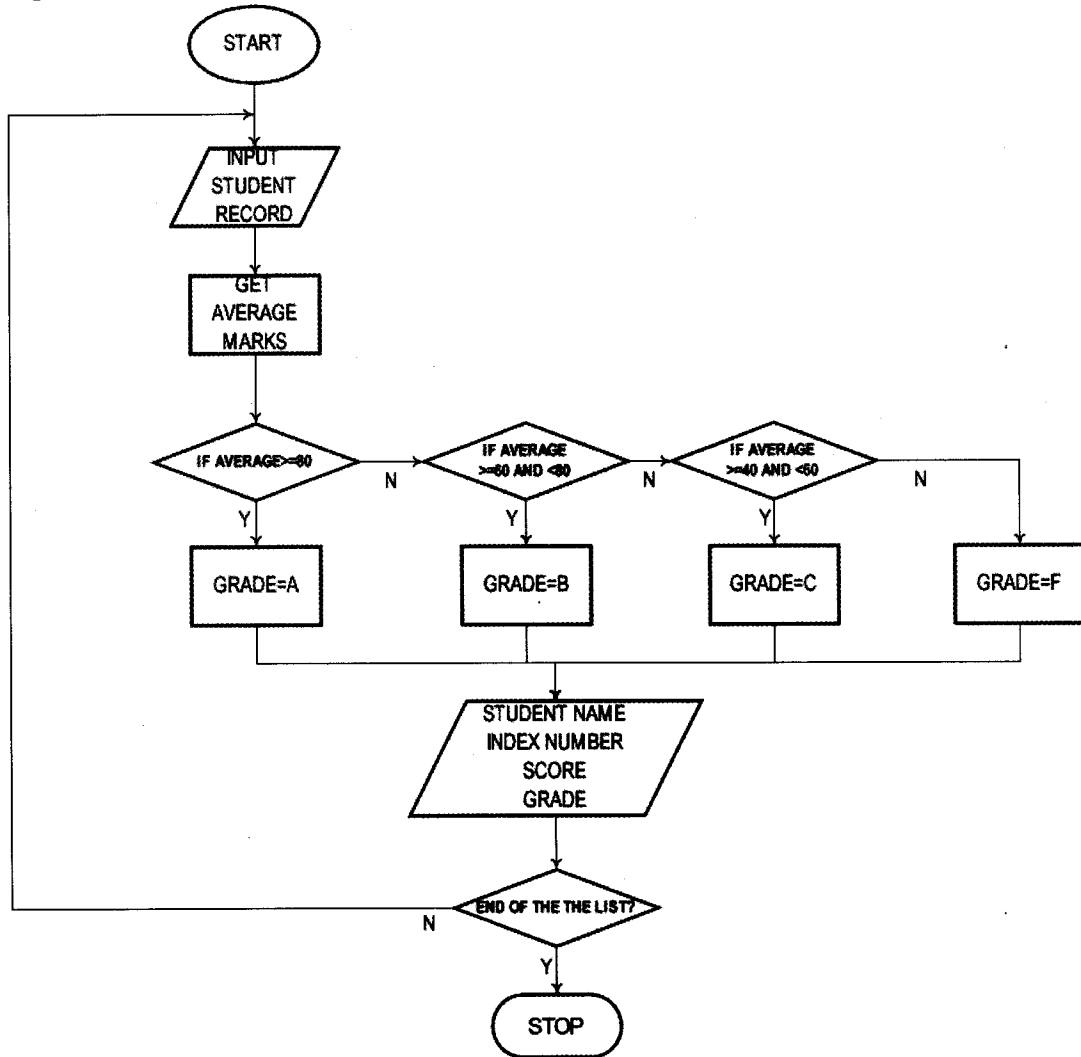 START
INPUT
STUDENT
RECORD
GET
AVERAGE
MARKS
IF AVERAGE>=80
N
IF AVERAGE
>=60 AND <80
N
IF AVERAGE
>=40 AND <60
N
Y
Y
Y
GRADE=A
GRADE=B
GRADE=C
GRADE=F
STUDENT NAME
INDEX NUMBER
SCORE
GRADE
END OF THE THE LIST?
N
Y
STOP